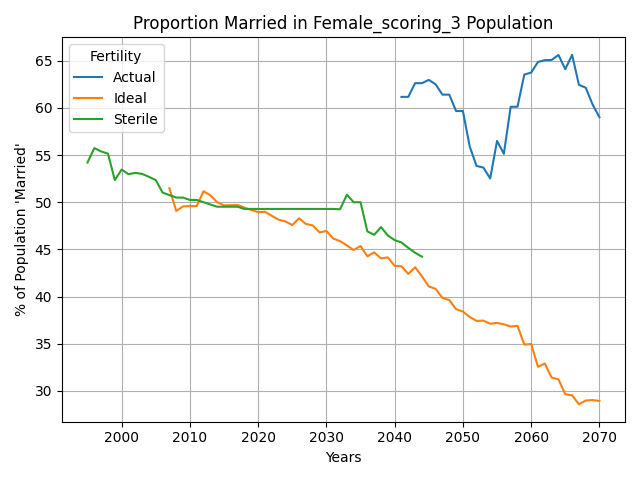 Proportion Married in Female_scoring_3 Population
Fertility
Actual
Ideal
Sterile
% of Population 'Married'
65
60
55
50
45
40
35
30
2000 2010 2020 2030 2040 2050 2060 2070
Years